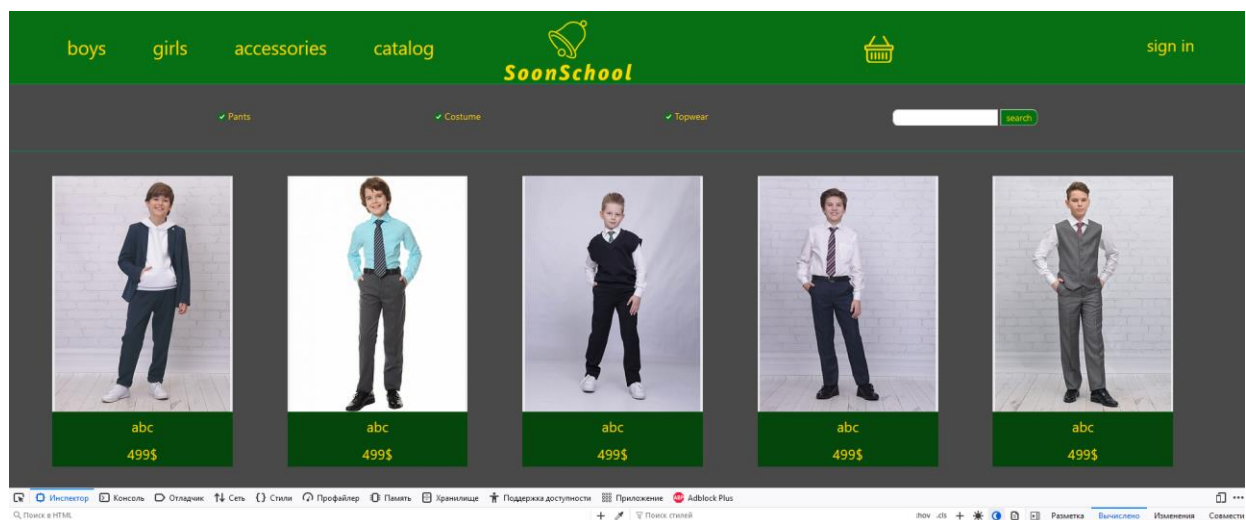 boys girls accessories catalog SoonSchool sign in
Pants Costume Topwear search
abc abc abc abc abc
499$ 499$ 499$ 499$ 499$
Инспектор Консоль Отладчик Сеть {} Стили Профайлер Память Хранилище Поддержка доступности Приложение ABP Adblock Plus
Поиск в HTML + Поиск стилей :hov .cls + Разметка Вычислено Изменения Совмести